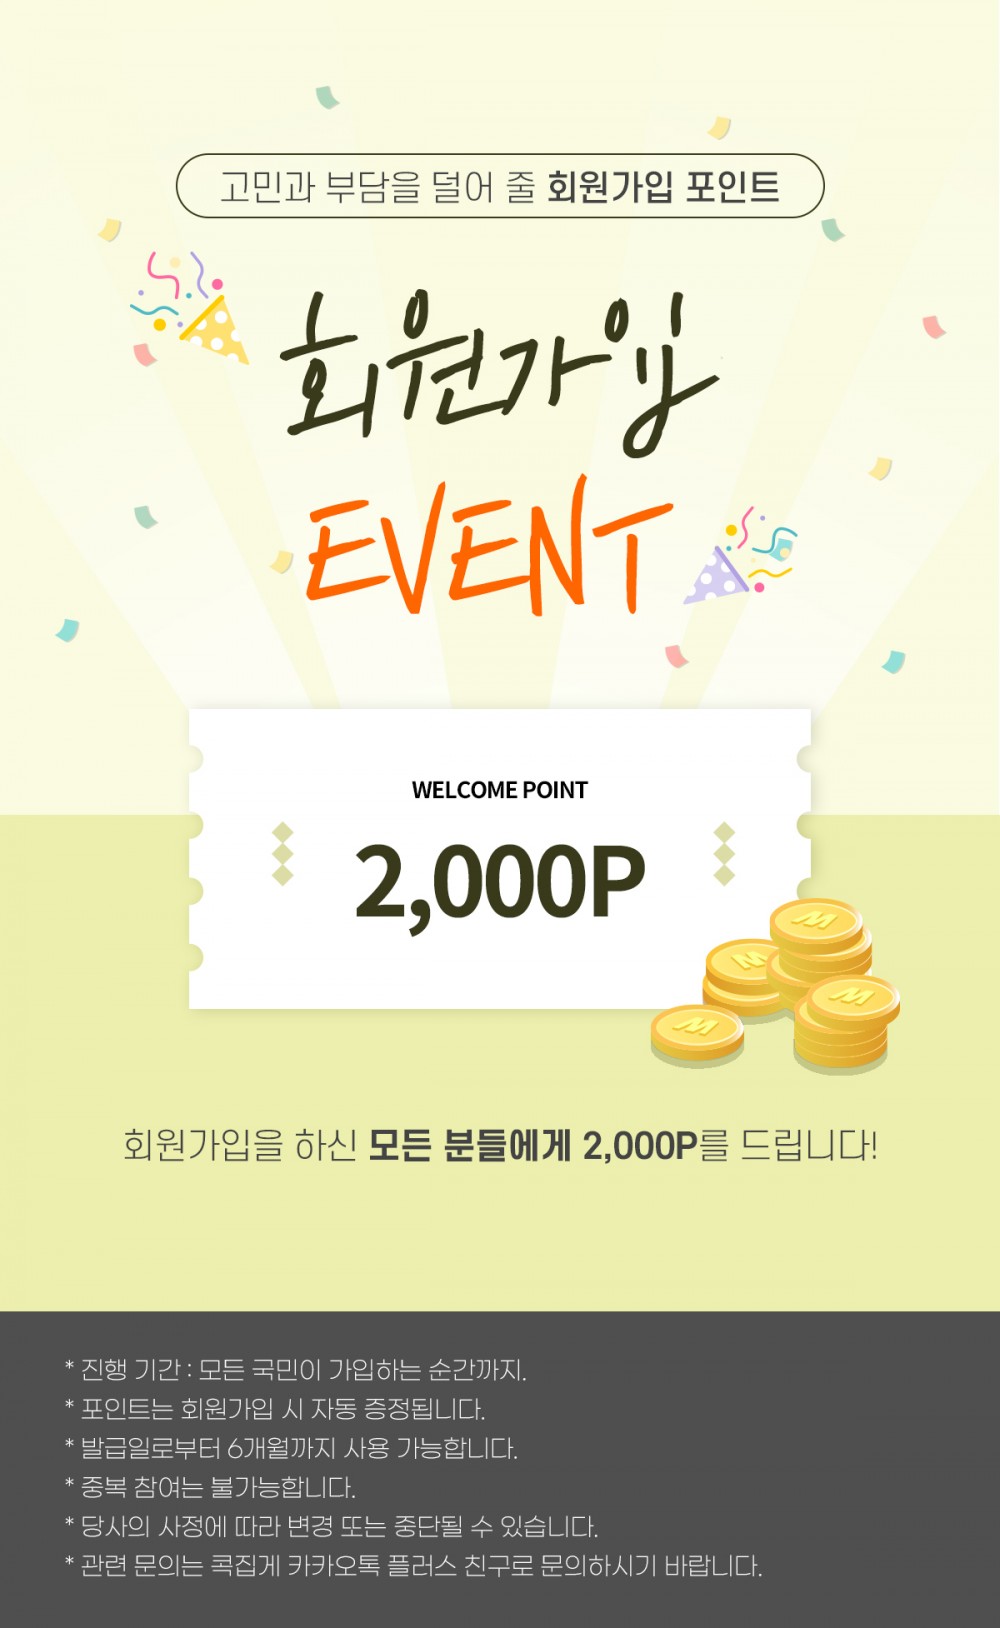 고민과 부담을 덜어 줄 회원가입 포인트
회원가입
EVENT
WELCOME POINT
2,000P
M
M
M
M
회원가입을 하신 모든 분들에게 2,000P를 드립니다!
* 진행 기간 : 모든 국민이 가입하는 순간까지.
* 포인트는 회원가입 시 자동 증정됩니다.
* 발급일로부터 6개월까지 사용 가능합니다.
* 중복 참여는 불가능합니다.
* 당사의 사정에 따라 변경 또는 중단될 수 있습니다.
* 관련 문의는 콕집게 카카오톡 플러스 친구로 문의하시기 바랍니다.